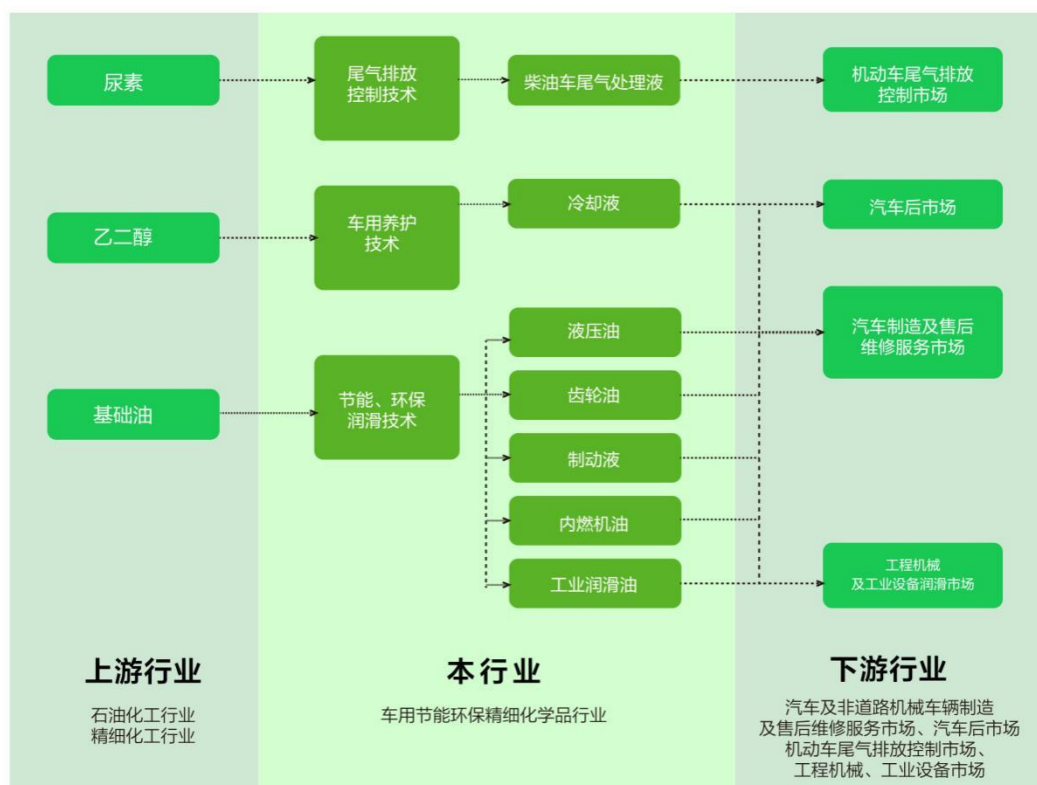 尿素
尾气排放
控制技术
柴油车尾气处理液
机动车尾气排放
控制市场
乙二醇
车用养护
技术
冷却液
汽车后市场
液压油
汽车制造及售后
维修服务市场
基础油
节能、环保
润滑技术
齿轮油
制动液
内燃机油
工业润滑油
工程机械
及工业设备润滑市场
上游行业
石油化工行业
精细化工行业
本行业
车用节能环保精细化学品行业
下游行业
汽车及非道路机械车辆制造
及售后维修服务市场、汽车后市场
机动车尾气排放控制市场、
工程机械、工业设备市场